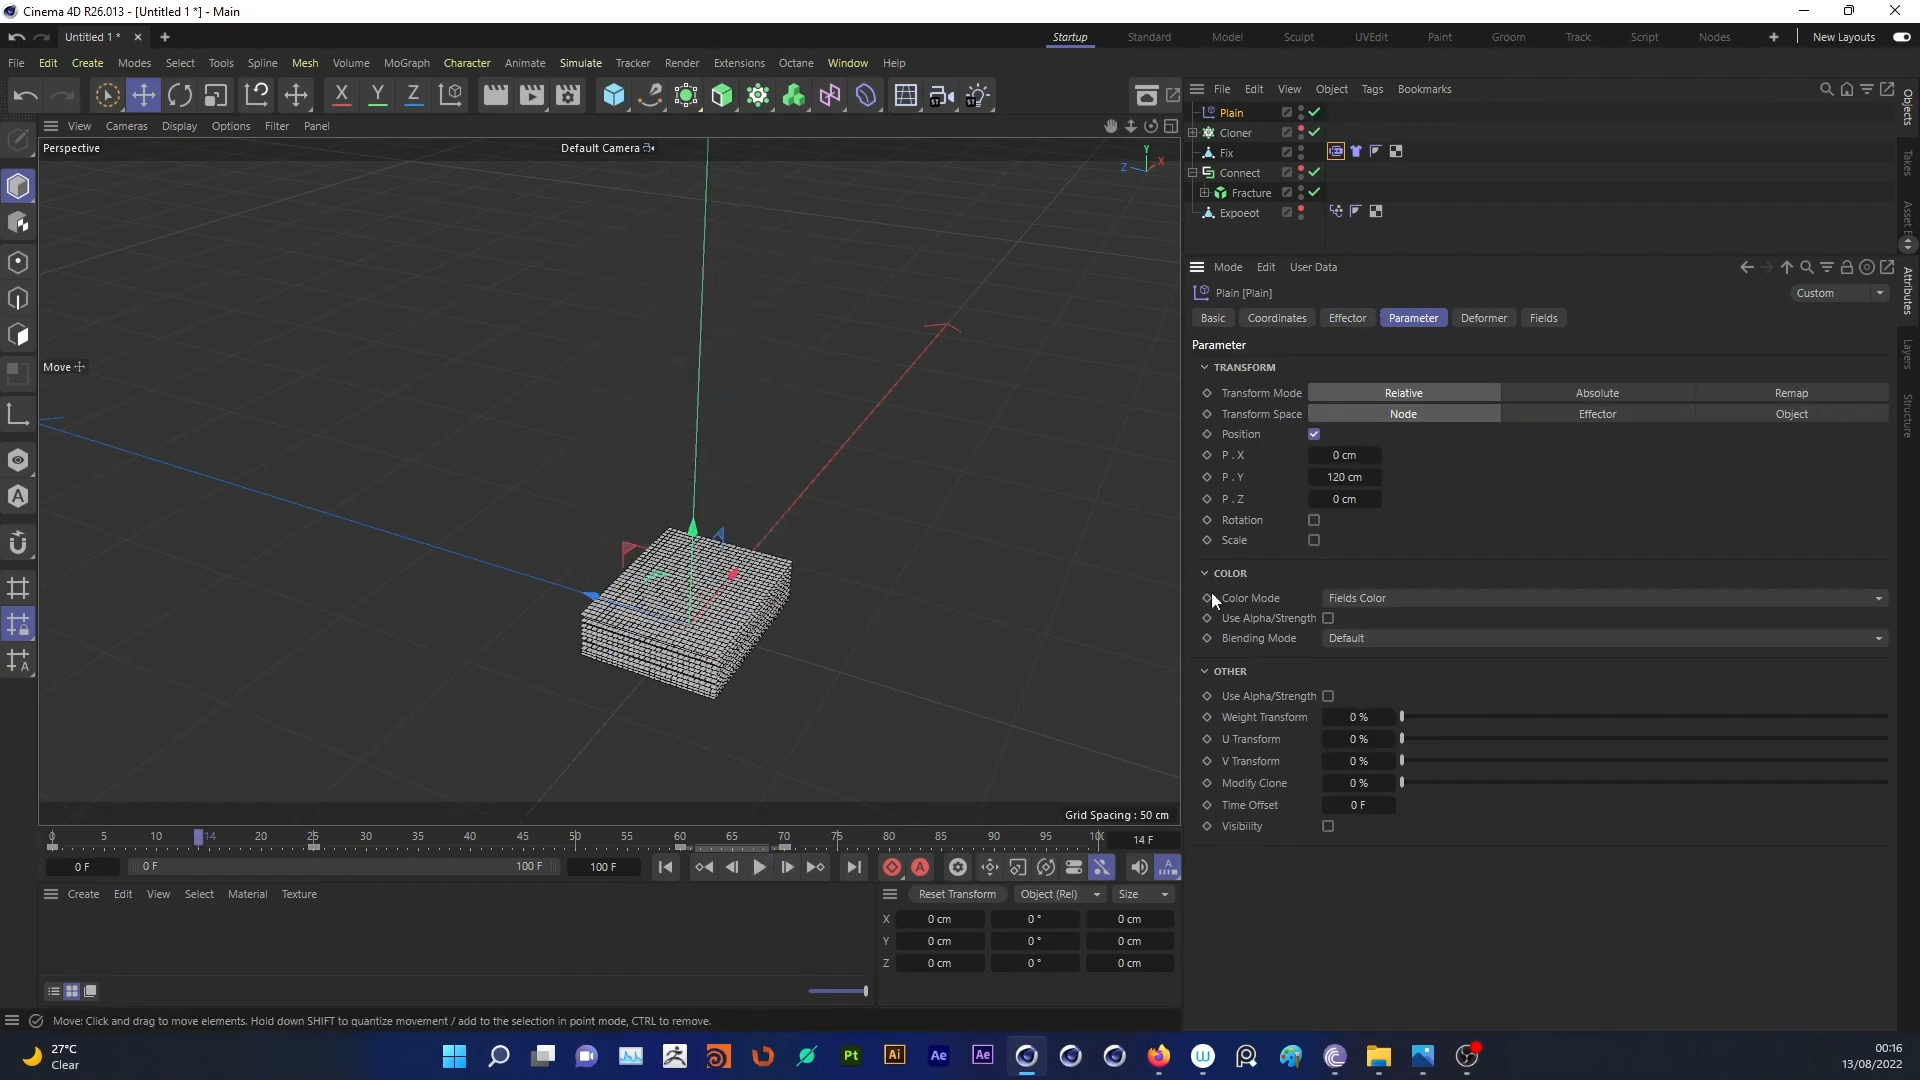 Cinema 4D R26.013 - [Untitled 1 *] - Main
Untitled 1 *
Startup Standard Model Sculpt UVEdit Paint Groom Track Script Nodes New Layouts
File Edit Create Modes Select Tools Spline Mesh Volume MoGraph Character Animate Simulate Tracker Render Extensions Octane Window Help
X Y Z
File Edit View Object Tags Bookmarks
View Cameras Display Options Filter Panel
Perspective
Default Camera
Y
Z X
Plain
Cloner
Fix
Connect
Fracture
Expoeot
Objects
Takes
Attributes
Layers
Structure
Mode Edit User Data
Plain [Plain]
Custom
Basic Coordinates Effector Parameter Deformer Fields
Parameter
TRANSFORM
Transform Mode Relative Absolute Remap
Transform Space Node Effector Object
Position
P . X 0 cm
P . Y 120 cm
P . Z 0 cm
Rotation
Scale
COLOR
Color Mode Fields Color
Use Alpha/Strength
Blending Mode Default
OTHER
Use Alpha/Strength
Weight Transform 0 %
U Transform 0 %
V Transform 0 %
Modify Clone 0 %
Time Offset 0 F
Visibility
Move
Grid Spacing : 50 cm
0 5 10 14 20 25 30 35 40 45 50 55 60 65 70 75 80 85 90 95 14 F
0 F 0 F 100 F 100 F
Create Edit View Select Material Texture
Reset Transform Object (Rel) Size
X 0 cm 0 ° 0 cm
Y 0 cm 0 ° 0 cm
Z 0 cm 0 ° 0 cm
Move: Click and drag to move elements. Hold down SHIFT to quantize movement / add to the selection in point mode, CTRL to remove.
27°C
Clear
Pt Ai Ae Ae
00:16
13/08/2022